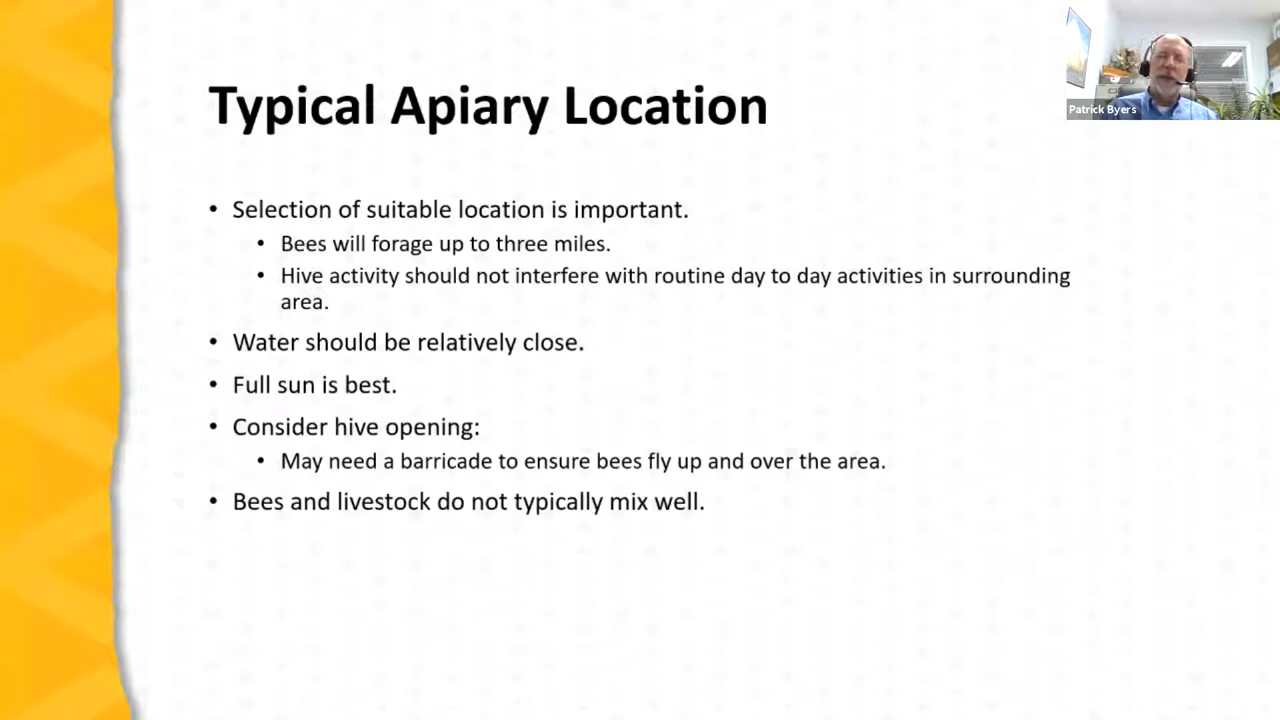 Typical Apiary Location
• Selection of suitable location is important.
• Bees will forage up to three miles.
• Hive activity should not interfere with routine day to day activities in surrounding
area.
• Water should be relatively close.
• Full sun is best.
• Consider hive opening:
• May need a barricade to ensure bees fly up and over the area.
• Bees and livestock do not typically mix well.
Patrick Byers